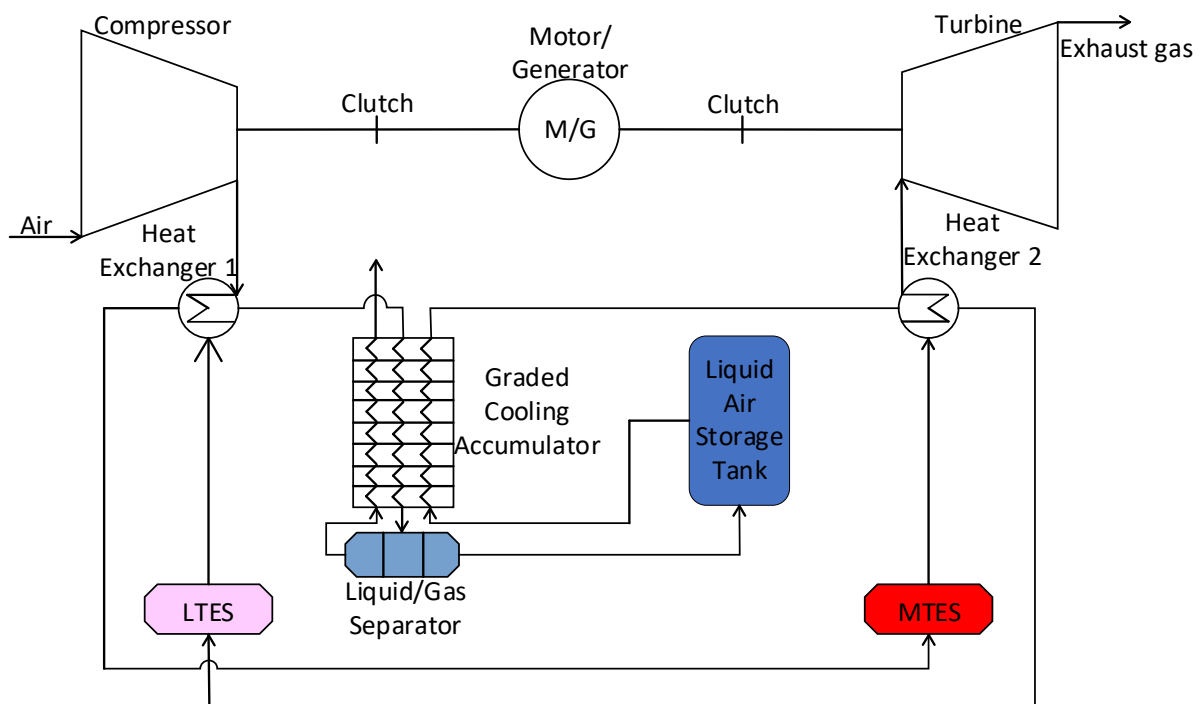 Compressor
Motor/
Generator
Turbine
Exhaust gas
Clutch
Clutch
M/G
Air
Heat
Exchanger 1
Heat
Exchanger 2
Graded
Cooling
Accumulator
Liquid
Air
Storage
Tank
LTES
Liquid/Gas
Separator
MTES